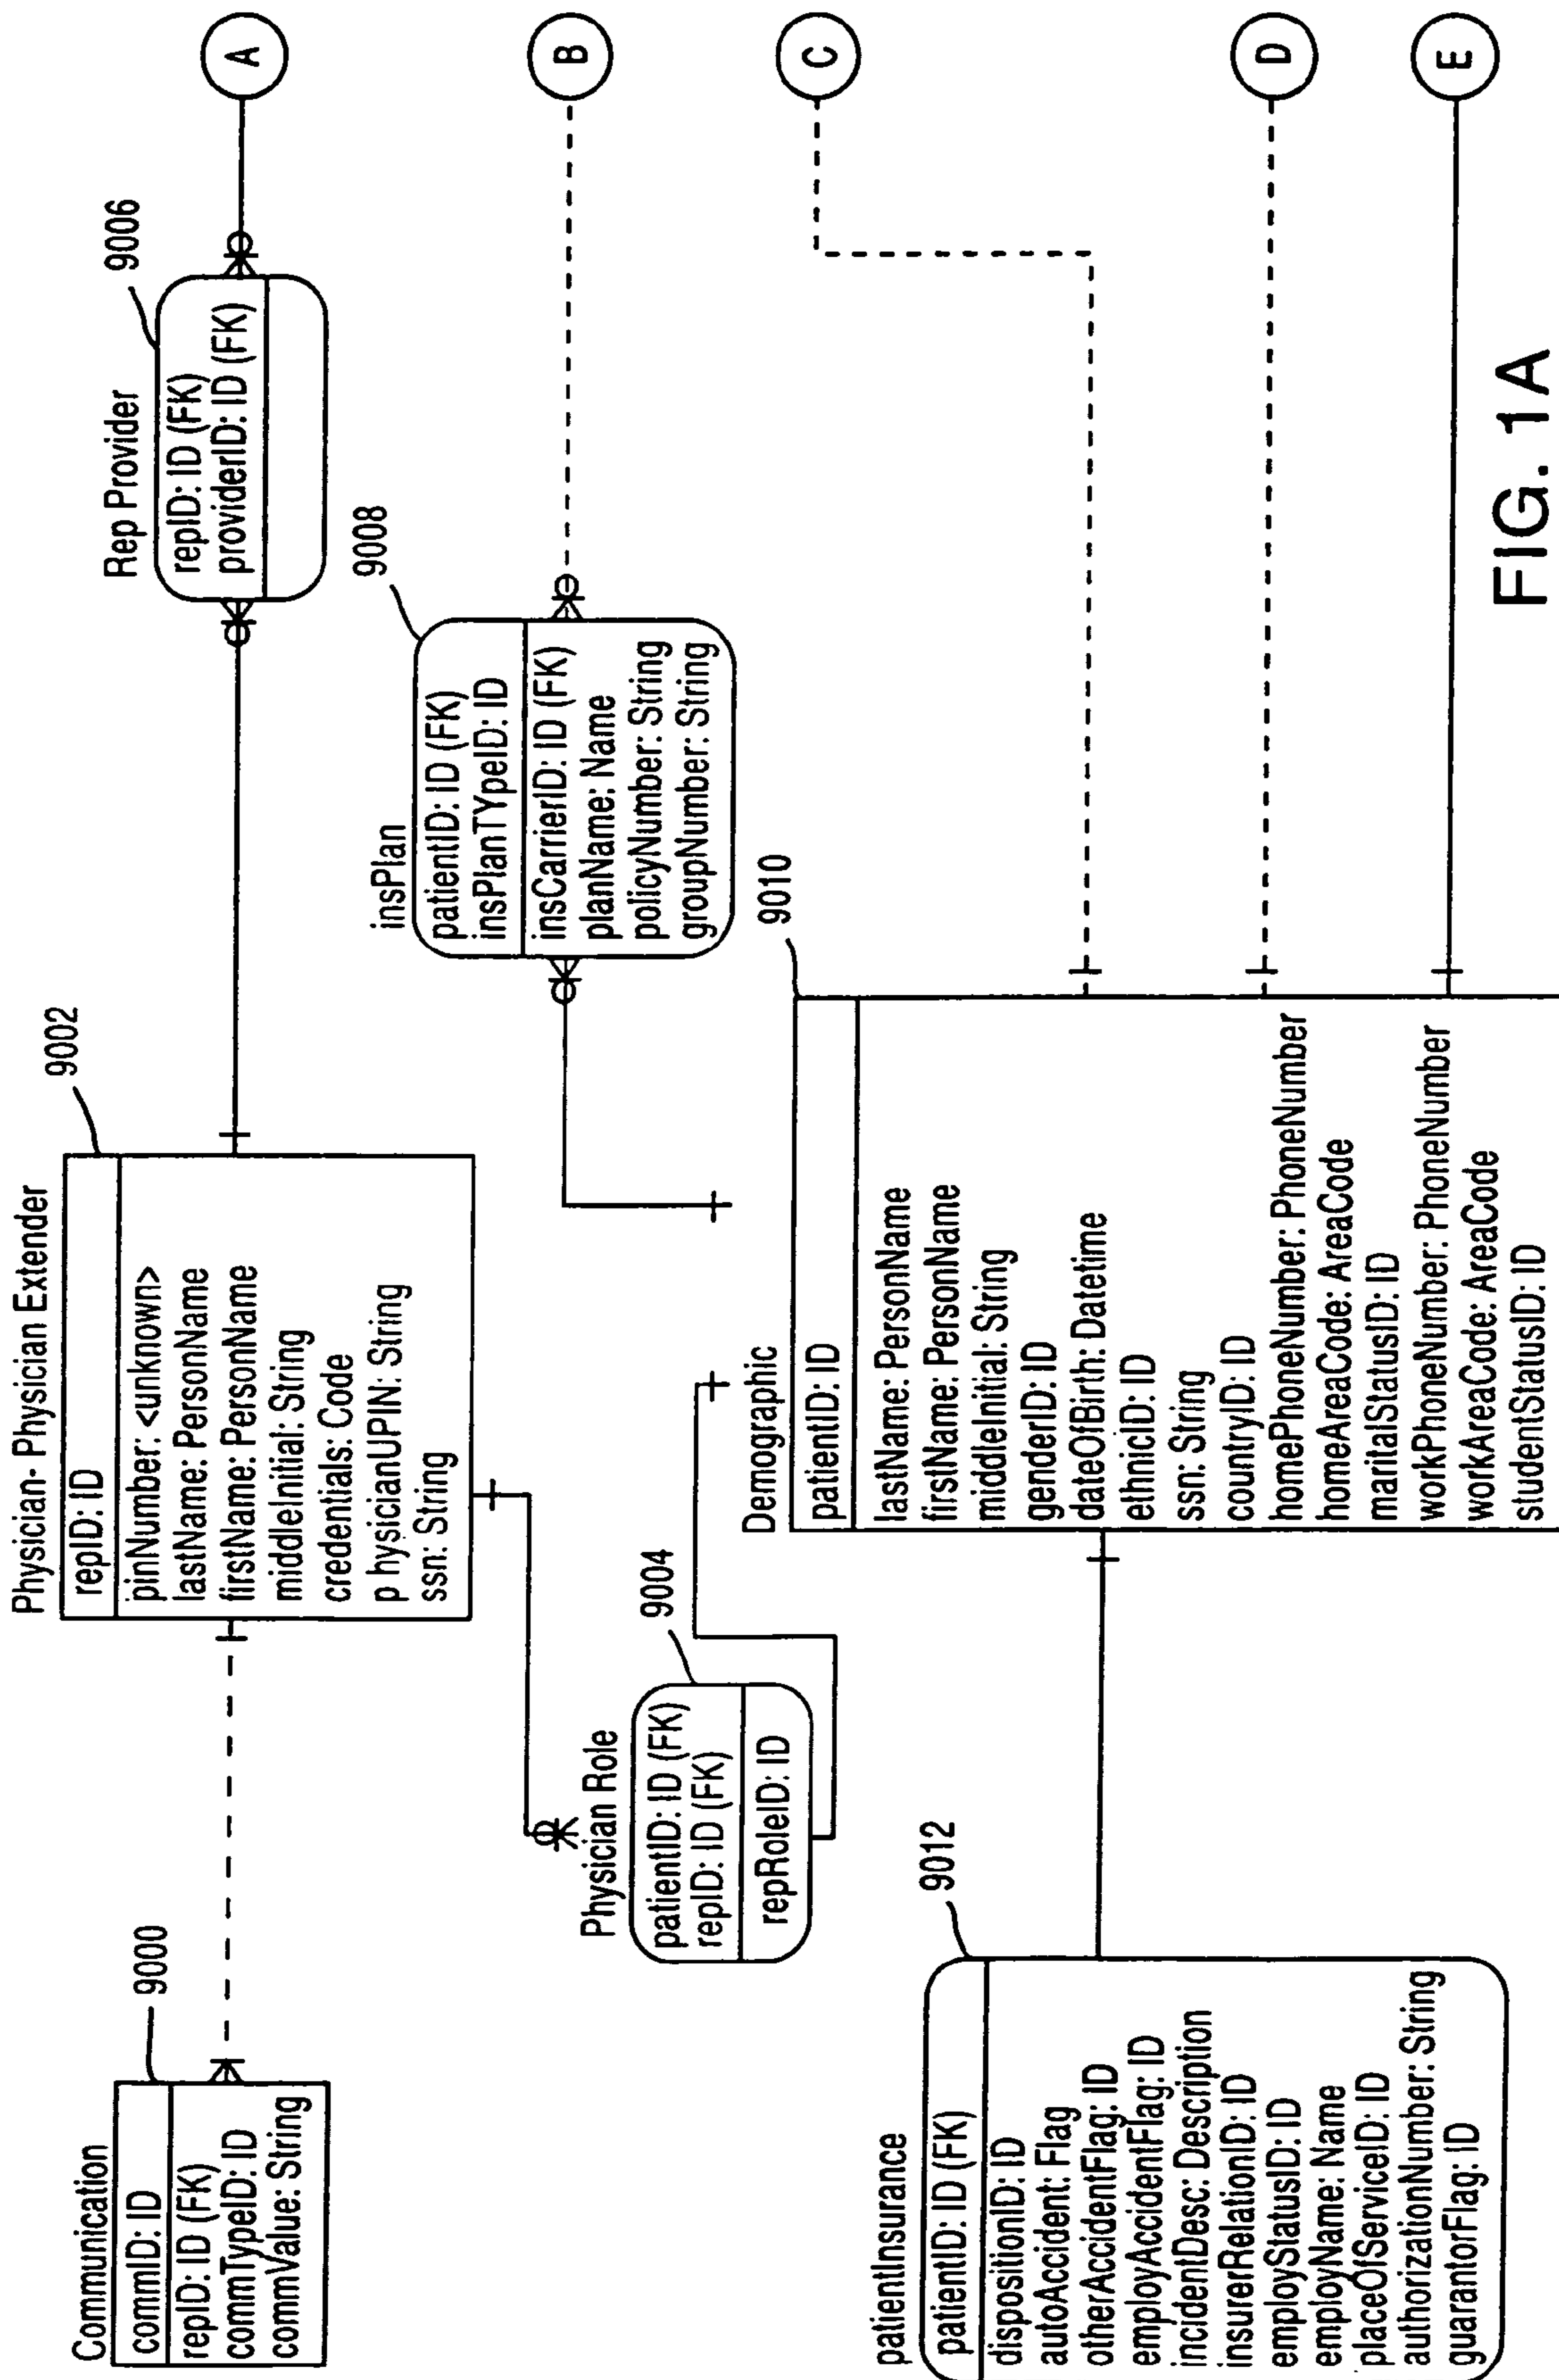 Communication
9000
commID: ID
repID: ID (FK)
commTypeID: ID
commValue: String
Physician- Physician Extender
9002
repID: ID
pinNumber: <unknown>
lastName: PersonName
firstName: PersonName
middleInitial: String
credentials: Code
p hysicianUPIN: String
ssn: String
Rep Provider
9006
repID: ID (FK)
providerID: ID (FK)
A
Physician Role
9004
patientID: ID (FK)
repID: ID (FK)
repRoleID: ID
insPlan
9008
patientID: ID (FK)
insPlanTYpeID: ID
insCarrierID: ID (FK)
planName: Name
policyNumber: String
groupNumber: String
B
patientInsurance
9012
patientID: ID (FK)
dispositionID: ID
autoAccident: Flag
otherAccidentFlag: ID
employAccidentFlag: ID
incidentDesc: Description
insurerRelationID: ID
employStatusID: ID
employName: Name
placeOfServiceID: ID
authorizationNumber: String
guarantorFlag: ID
Demographic
9010
patientID: ID
lastName: PersonName
firstName: PersonName
middleInitial: String
genderID: ID
dateOfBirth: Datetime
ethnicID: ID
ssn: String
countryID: ID
homePhoneNumber: PhoneNumber
homeAreaCode: AreaCode
maritalStatusID: ID
workPhoneNumber: PhoneNumber
workAreaCode: AreaCode
studentStatusID: ID
C
D
E
FIG. 1A